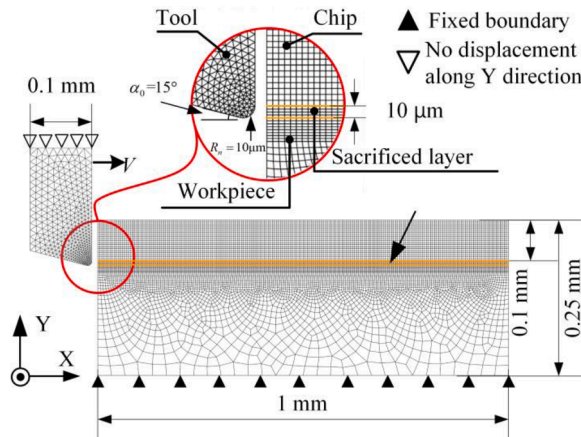 Tool
Chip
Fixed boundary
No displacement
along Y direction
0.1 mm
α₀=15°
10 μm
Rₙ=10μm
V
Sacrificed layer
Workpiece
0.1 mm
0.25 mm
Y
X
1 mm